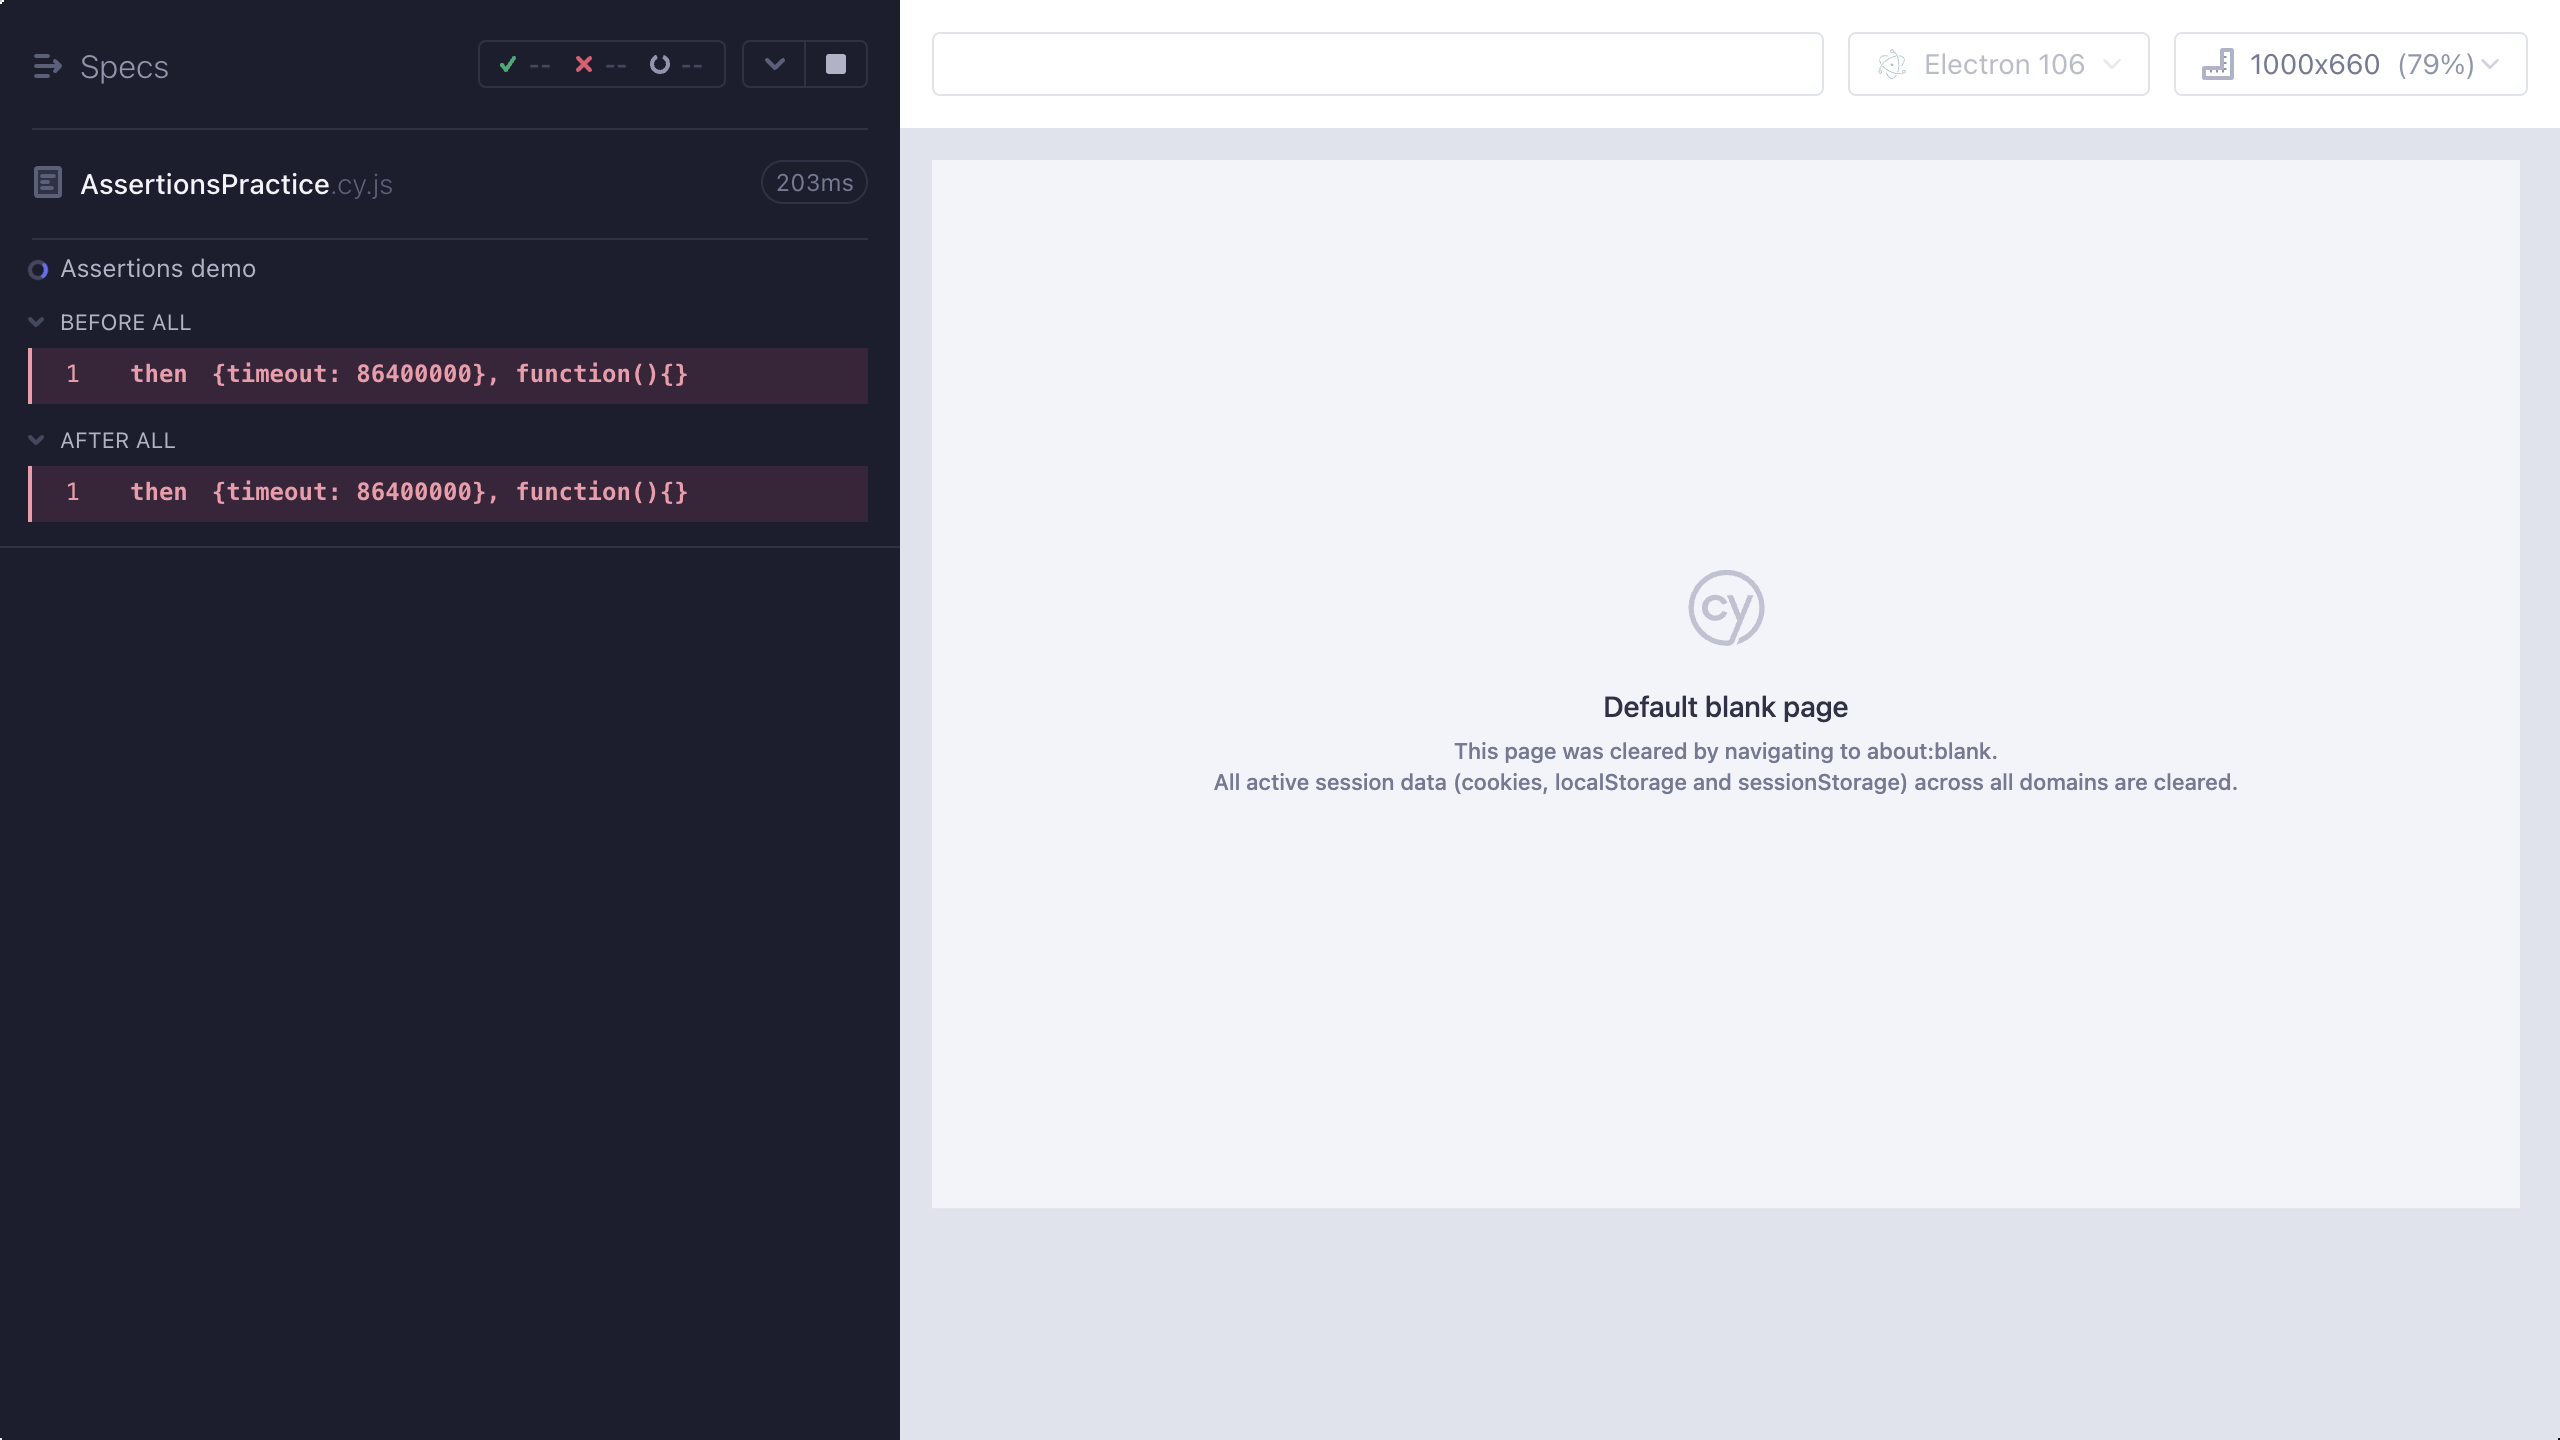 Specs
-- -- --
AssertionsPractice.cy.js
203ms
Assertions demo
BEFORE ALL
1 then {timeout: 86400000}, function(){}
AFTER ALL
1 then {timeout: 86400000}, function(){}
Electron 106
1000x660 (79%)
cy
Default blank page
This page was cleared by navigating to about:blank.
All active session data (cookies, localStorage and sessionStorage) across all domains are cleared.